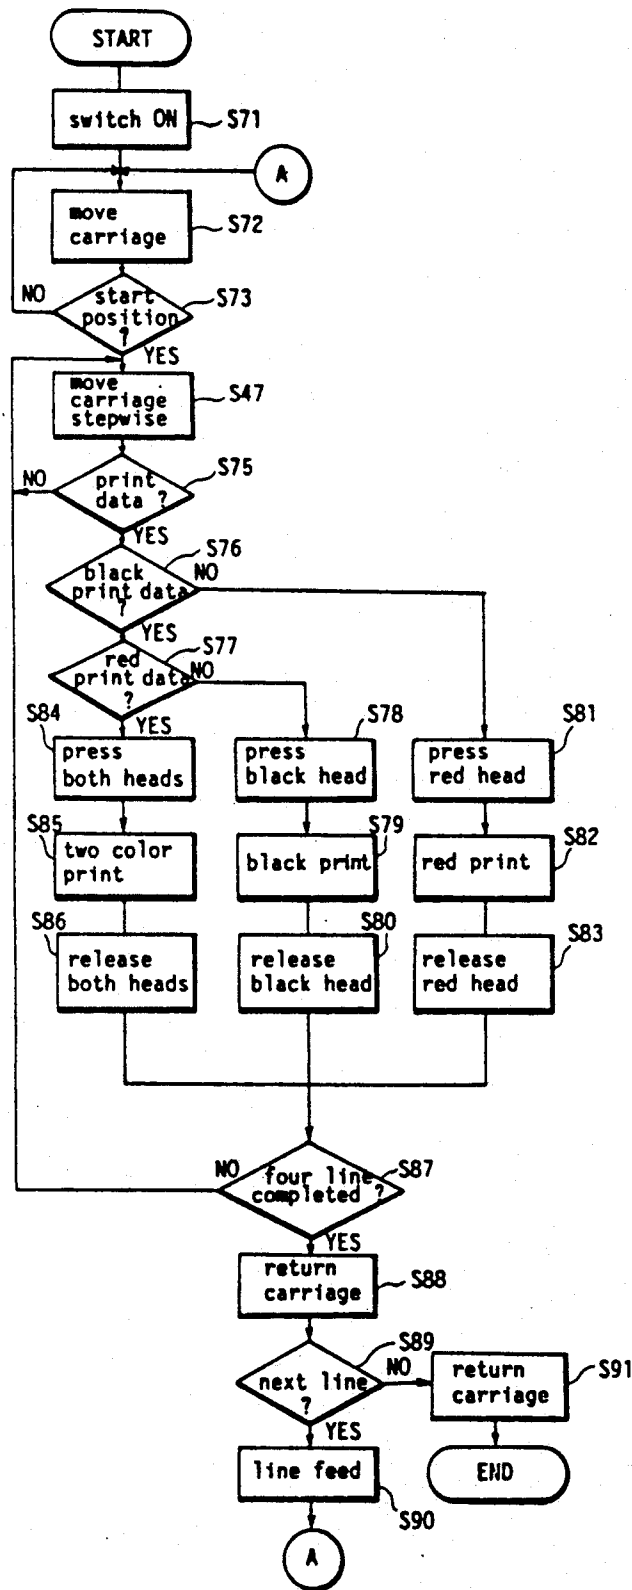 START
switch ON
S71
A
move
carriage
S72
NO
start
position
?
S73
YES
move
carriage
stepwise
S47
NO
print
data ?
S75
YES
S76
black
print data
?
NO
YES
S77
red
print data
?
NO
YES
S84
press
both heads
S78
press
black head
S81
press
red head
S85
two color
print
S79
black print
S82
red print
S86
release
both heads
S80
release
black head
S83
release
red head
NO
four line
completed ?
S87
YES
return
carriage
S88
S89
next line
?
NO
return
carriage
S91
YES
line feed
END
S90
A